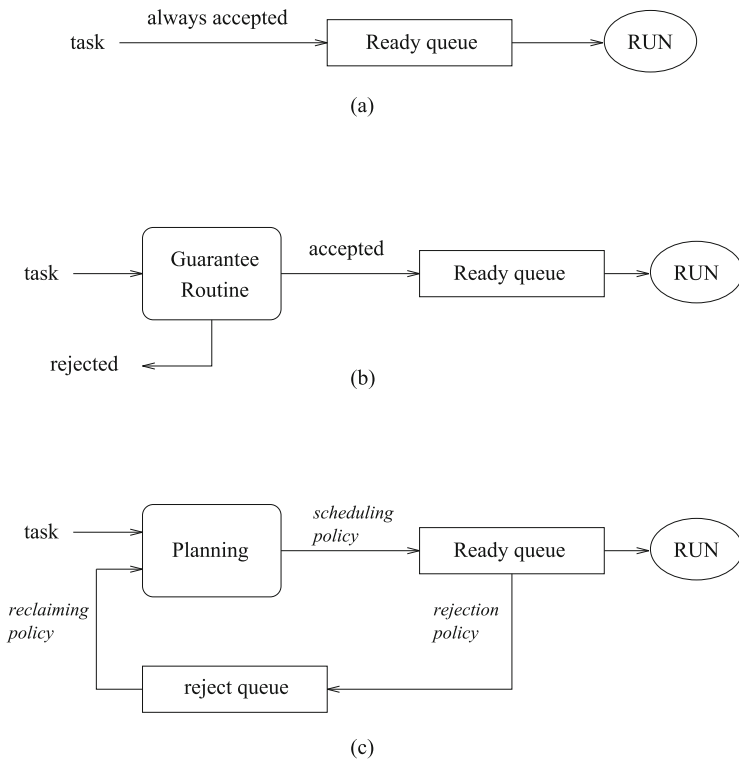 always accepted
task
Ready queue
RUN
(a)
Guarantee
Routine
task
accepted
Ready queue
RUN
rejected
(b)
task
Planning
scheduling
policy
Ready queue
RUN
reclaiming
policy
rejection
policy
reject queue
(c)